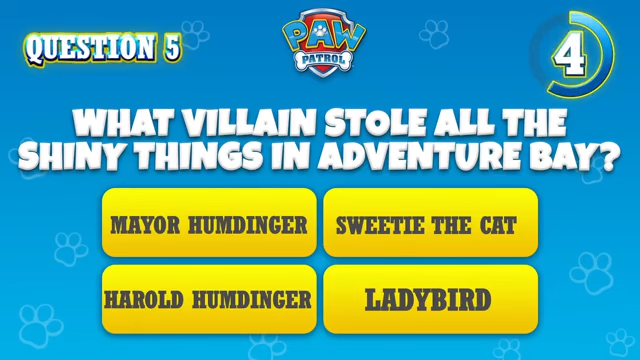 QUESTION 5
PAW
PATROL
4
WHAT VILLAIN STOLE ALL THE
SHINY THINGS IN ADVENTURE BAY?
MAYOR HUMDINGER
SWEETIE THE CAT
HAROLD HUMDINGER
LADYBIRD